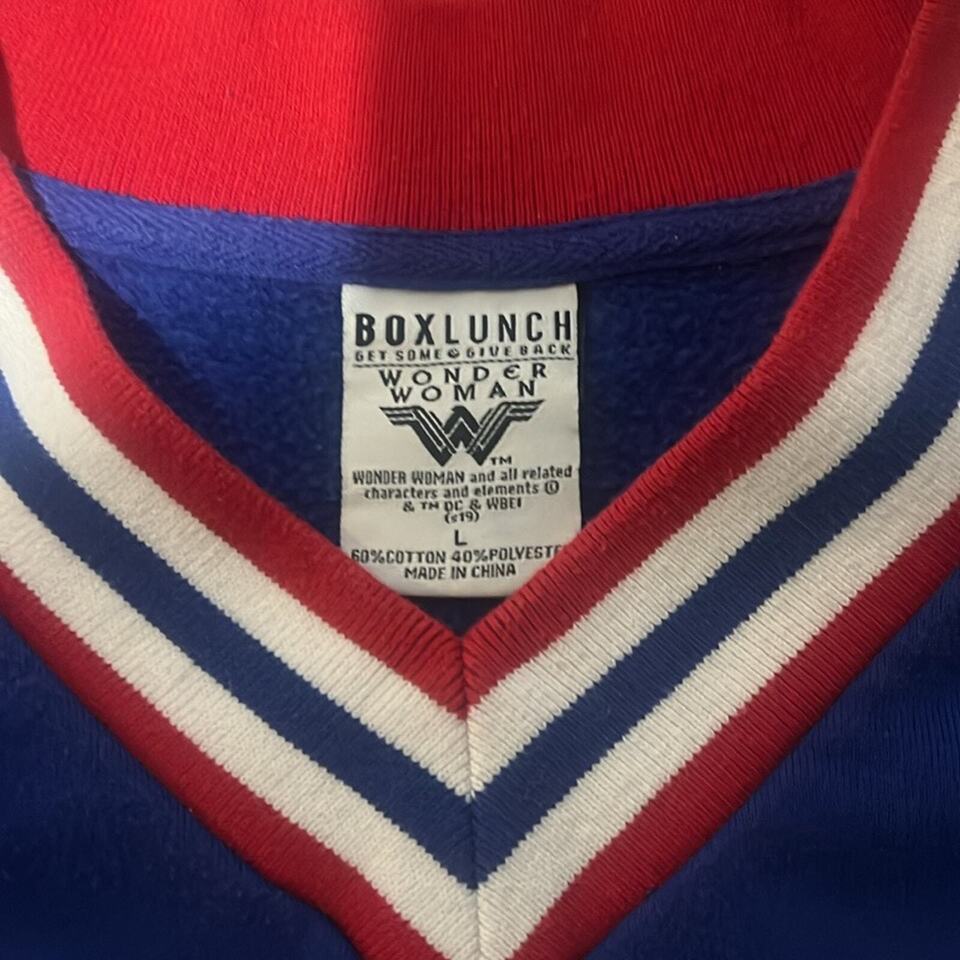 BOXLUNCH
GET SOME GIVE BACK
WONDER
WOMAN
TM
WONDER WOMAN and all related
characters and elements ©
& ™ DC & WBEI
(s19)
L
60%COTTON 40%POLYESTE
MADE IN CHINA